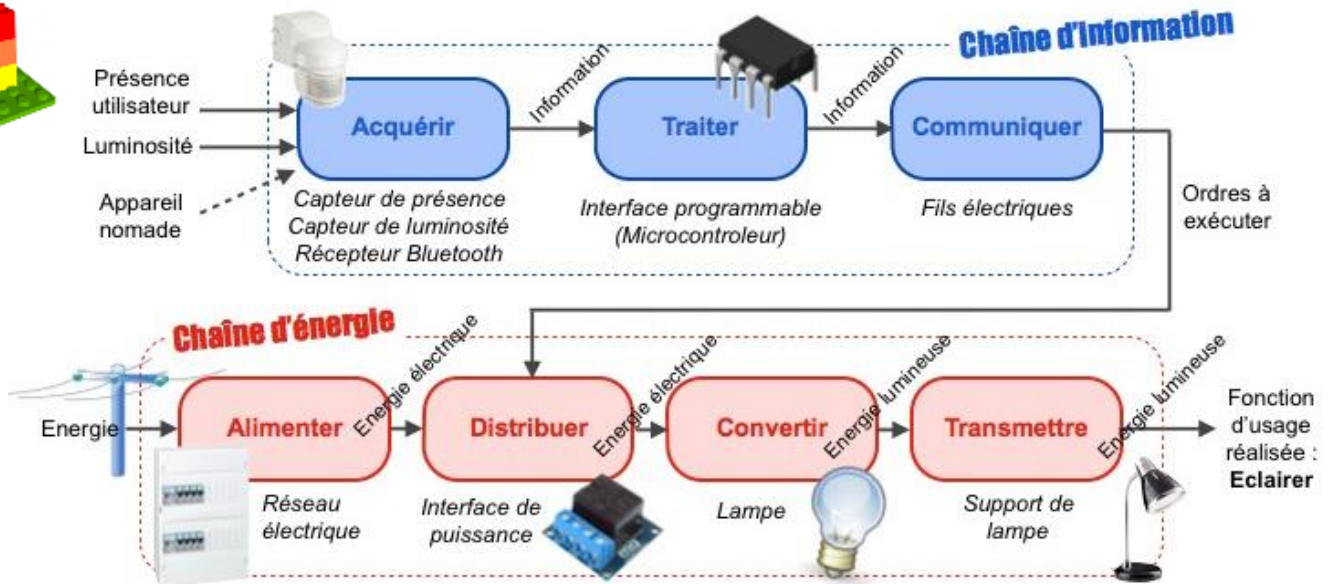 Chaîne d'information
Présence
utilisateur
Luminosité
Appareil
nomade
Acquérir
Information
Traiter
Information
Communiquer
Capteur de présence
Capteur de luminosité
Récepteur Bluetooth
Interface programmable
(Microcontroleur)
Fils électriques
Ordres à
exécuter
Chaîne d'énergie
Energie
Alimenter
Energie électrique
Distribuer
Energie électrique
Convertir
Energie lumineuse
Transmettre
Energie lumineuse
Réseau
électrique
Interface de
puissance
Lampe
Support de
lampe
Fonction
d'usage
réalisée :
Eclairer